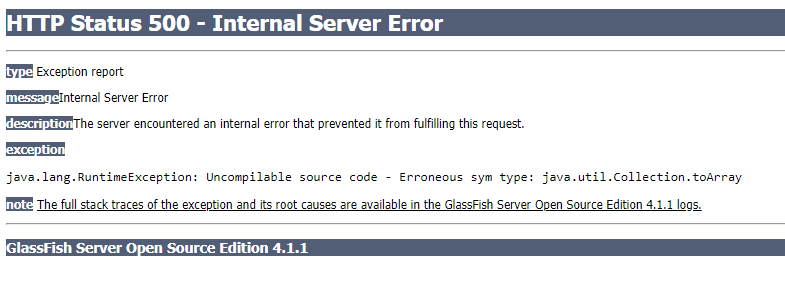 HTTP Status 500 - Internal Server Error
type Exception report
messageInternal Server Error
descriptionThe server encountered an internal error that prevented it from fulfilling this request.
exception
java.lang.RuntimeException: Uncompilable source code - Erroneous sym type: java.util.Collection.toArray
note The full stack traces of the exception and its root causes are available in the GlassFish Server Open Source Edition 4.1.1 logs.
GlassFish Server Open Source Edition 4.1.1